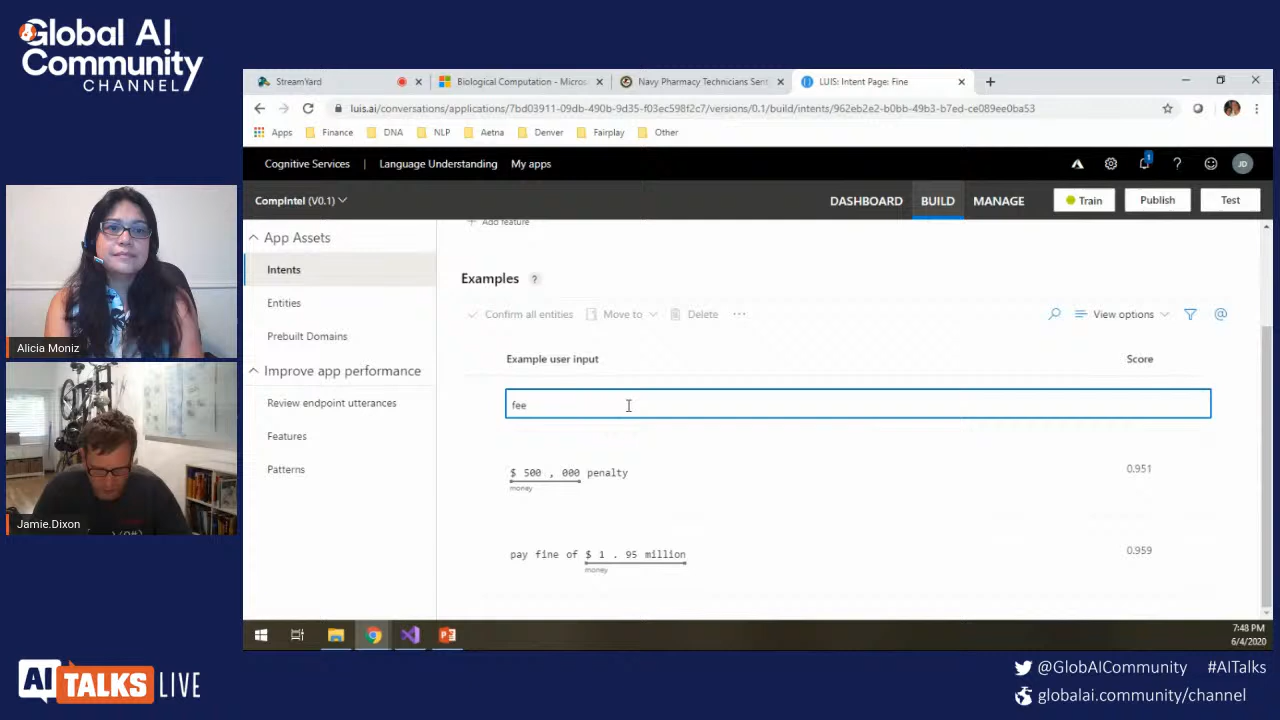 Global AI
Community
CHANNEL
StreamYard
Biological Computation - Micros
Navy Pharmacy Technicians Sent
LUIS: Intent Page: Fine
luis.ai/conversations/applications/7bd03911-09db-490b-9d35-f03ec598f2c7/versions/0.1/build/intents/962eb2e2-b0bb-49b3-b7ed-ce089ee0ba53
Apps Finance DNA NLP Aetna Denver Fairplay Other
Cognitive Services | Language Understanding My apps
JD
CompIntel (V0.1)
DASHBOARD BUILD MANAGE Train Publish Test
App Assets
Intents
Entities
Prebuilt Domains
Improve app performance
Review endpoint utterances
Features
Patterns
+ Add feature
Examples ?
Confirm all entities Move to Delete ...
View options
Example user input Score
fee
$ 500 , 000 penalty 0.951
money
pay fine of $ 1 . 95 million 0.959
money
7:48 PM
6/4/2020
Alicia Moniz
Jamie.Dixon
AI TALKS LIVE
@GlobAICommunity #AITalks
globalai.community/channel